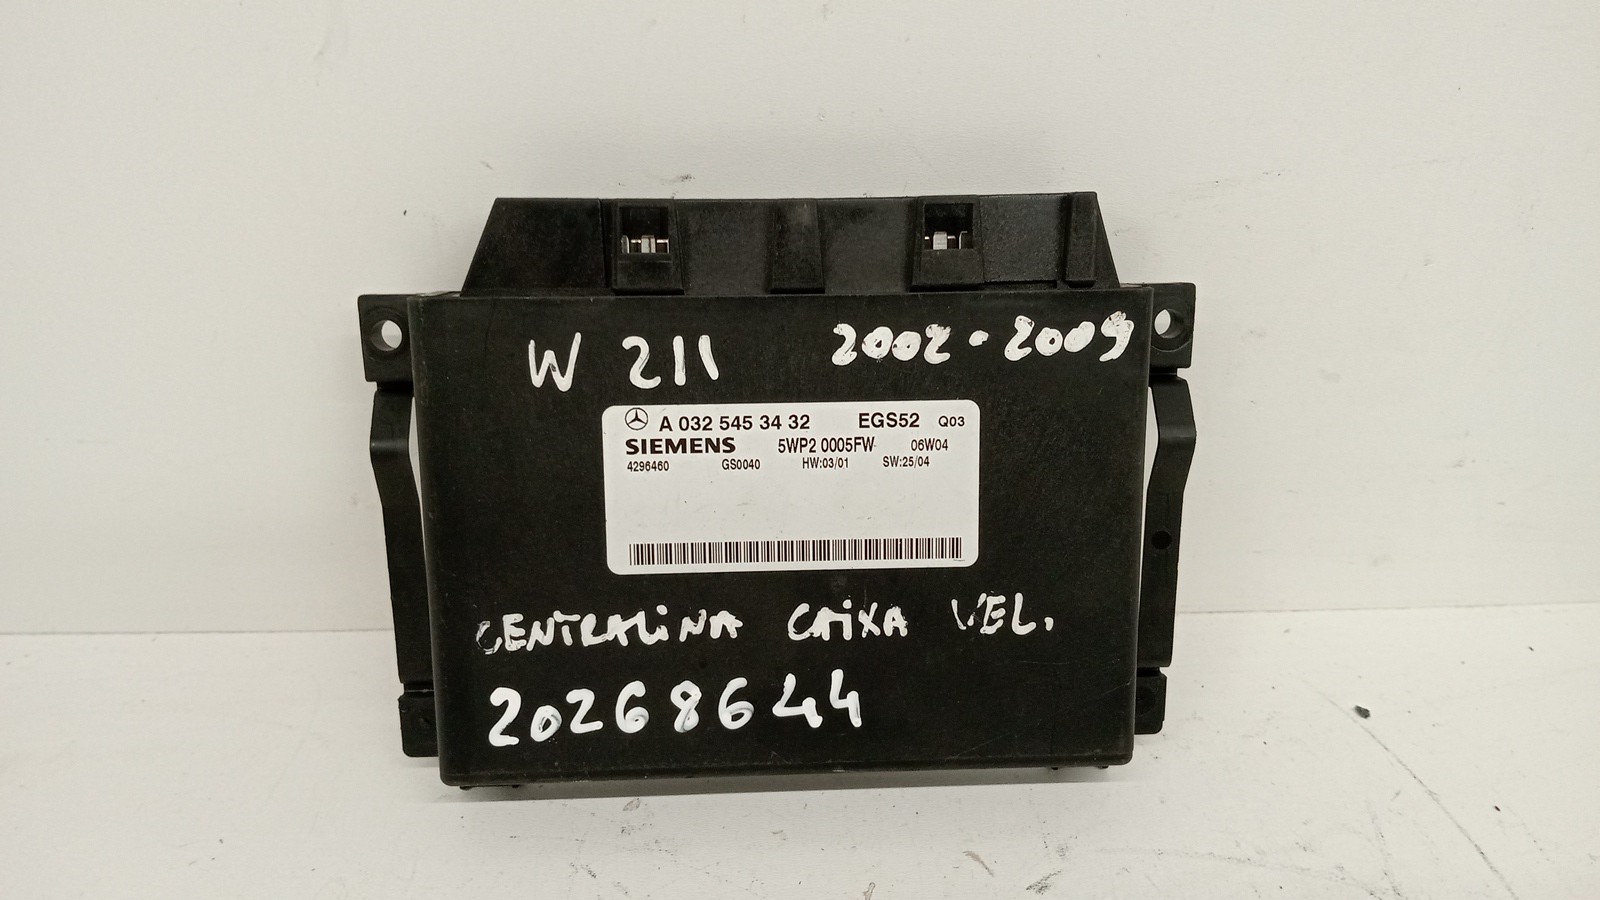 W 211 2002-2009
A 032 545 34 32 EGS52 Q03
SIEMENS 5WP2 0005FW 06W04
4296460 GS0040 HW:03/01 SW:25/04
CENTRALINA CAIXA VEL.
20268644